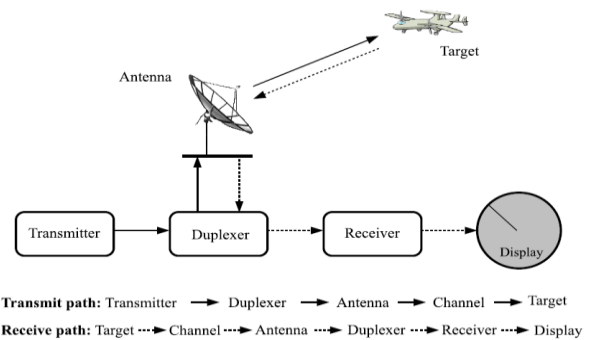 Target
Antenna
Transmitter
Duplexer
Receiver
Display
Transmit path: Transmitter Duplexer Antenna Channel Target
Receive path: Target Channel Antenna Duplexer Receiver Display